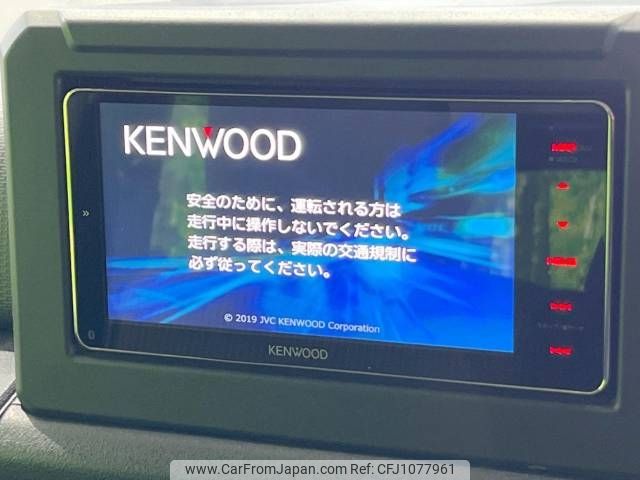 KENWOOD
安全のために、運転される方は
走行中に操作しないでください。
走行する際は、実際の交通規制に
必ず従ってください。
© 2019 JVC KENWOOD Corporation
KENWOOD
www.CarFromJapan.com | Ref:CFJ1077961